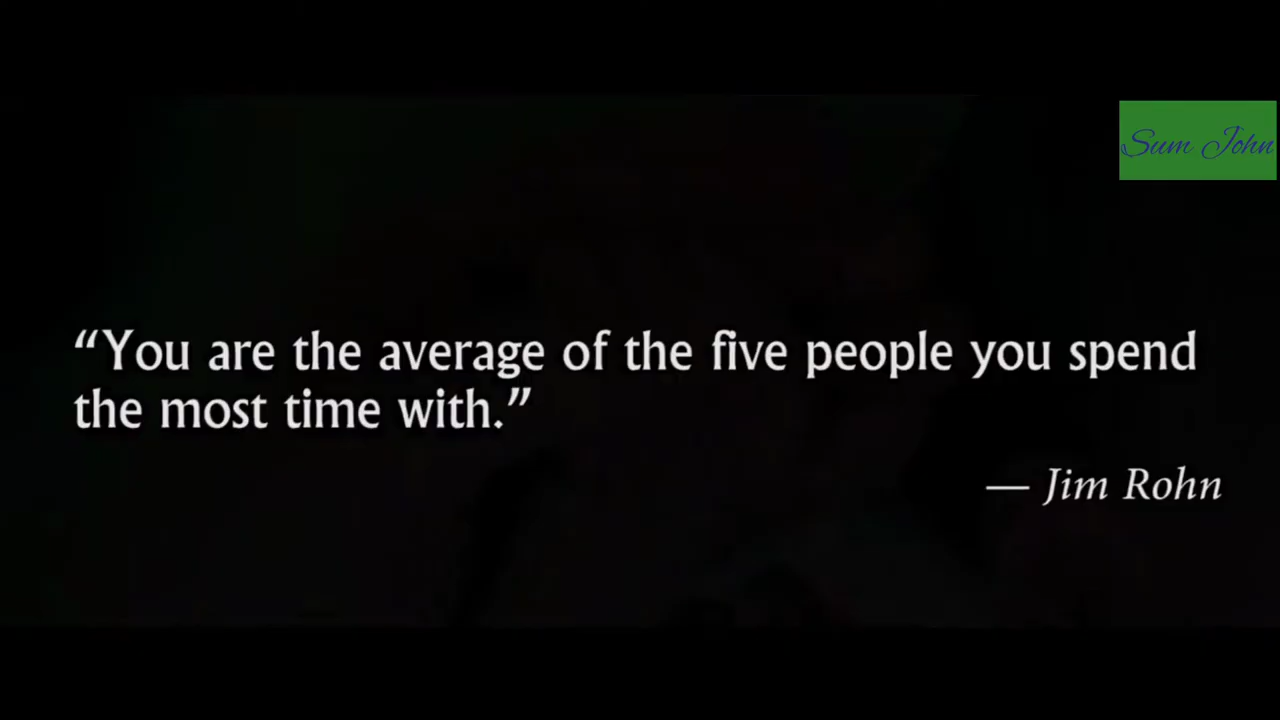 Sum John
“You are the average of the five people you spend
the most time with.”
— Jim Rohn